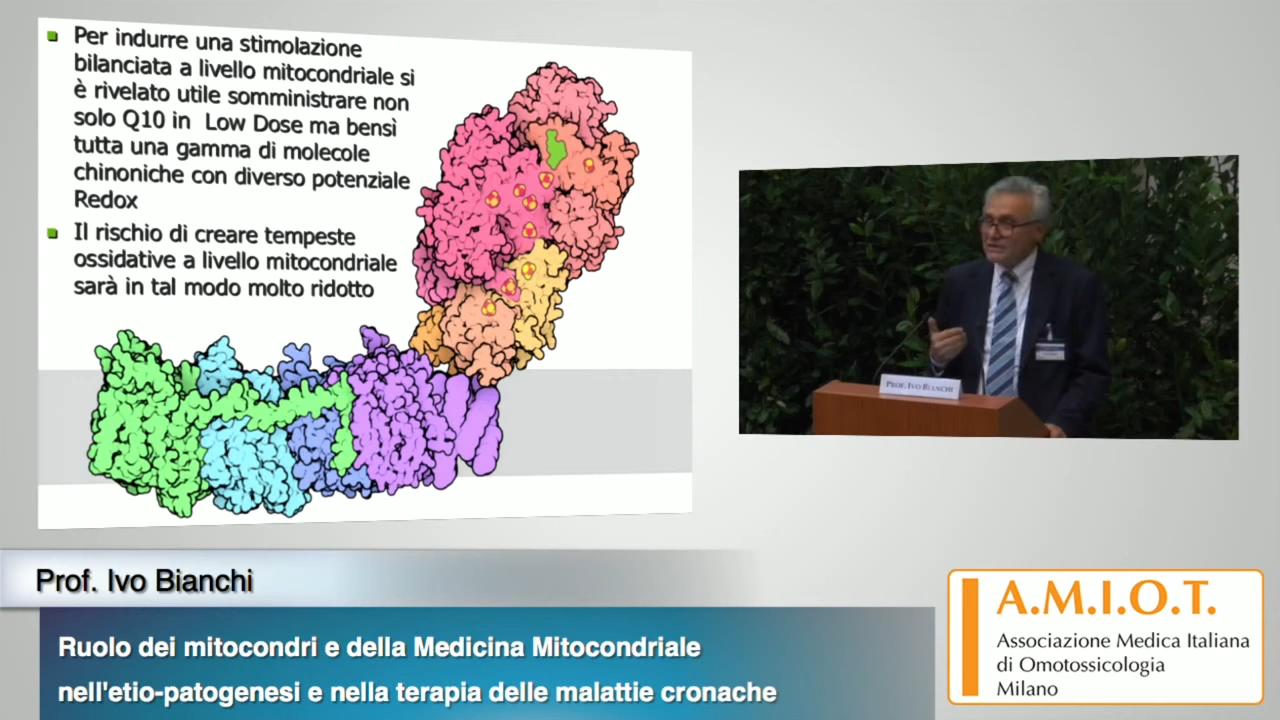 Per indurre una stimolazione
bilanciata a livello mitocondriale si
è rivelato utile somministrare non
solo Q10 in Low Dose ma bensì
tutta una gamma di molecole
chinoniche con diverso potenziale
Redox
Il rischio di creare tempeste
ossidative a livello mitocondriale
sarà in tal modo molto ridotto
PROF. IVO BIANCHI
Prof. Ivo Bianchi
Ruolo dei mitocondri e della Medicina Mitocondriale
nell'etio-patogenesi e nella terapia delle malattie cronache
A.M.I.O.T.
Associazione Medica Italiana
di Omotossicologia
Milano